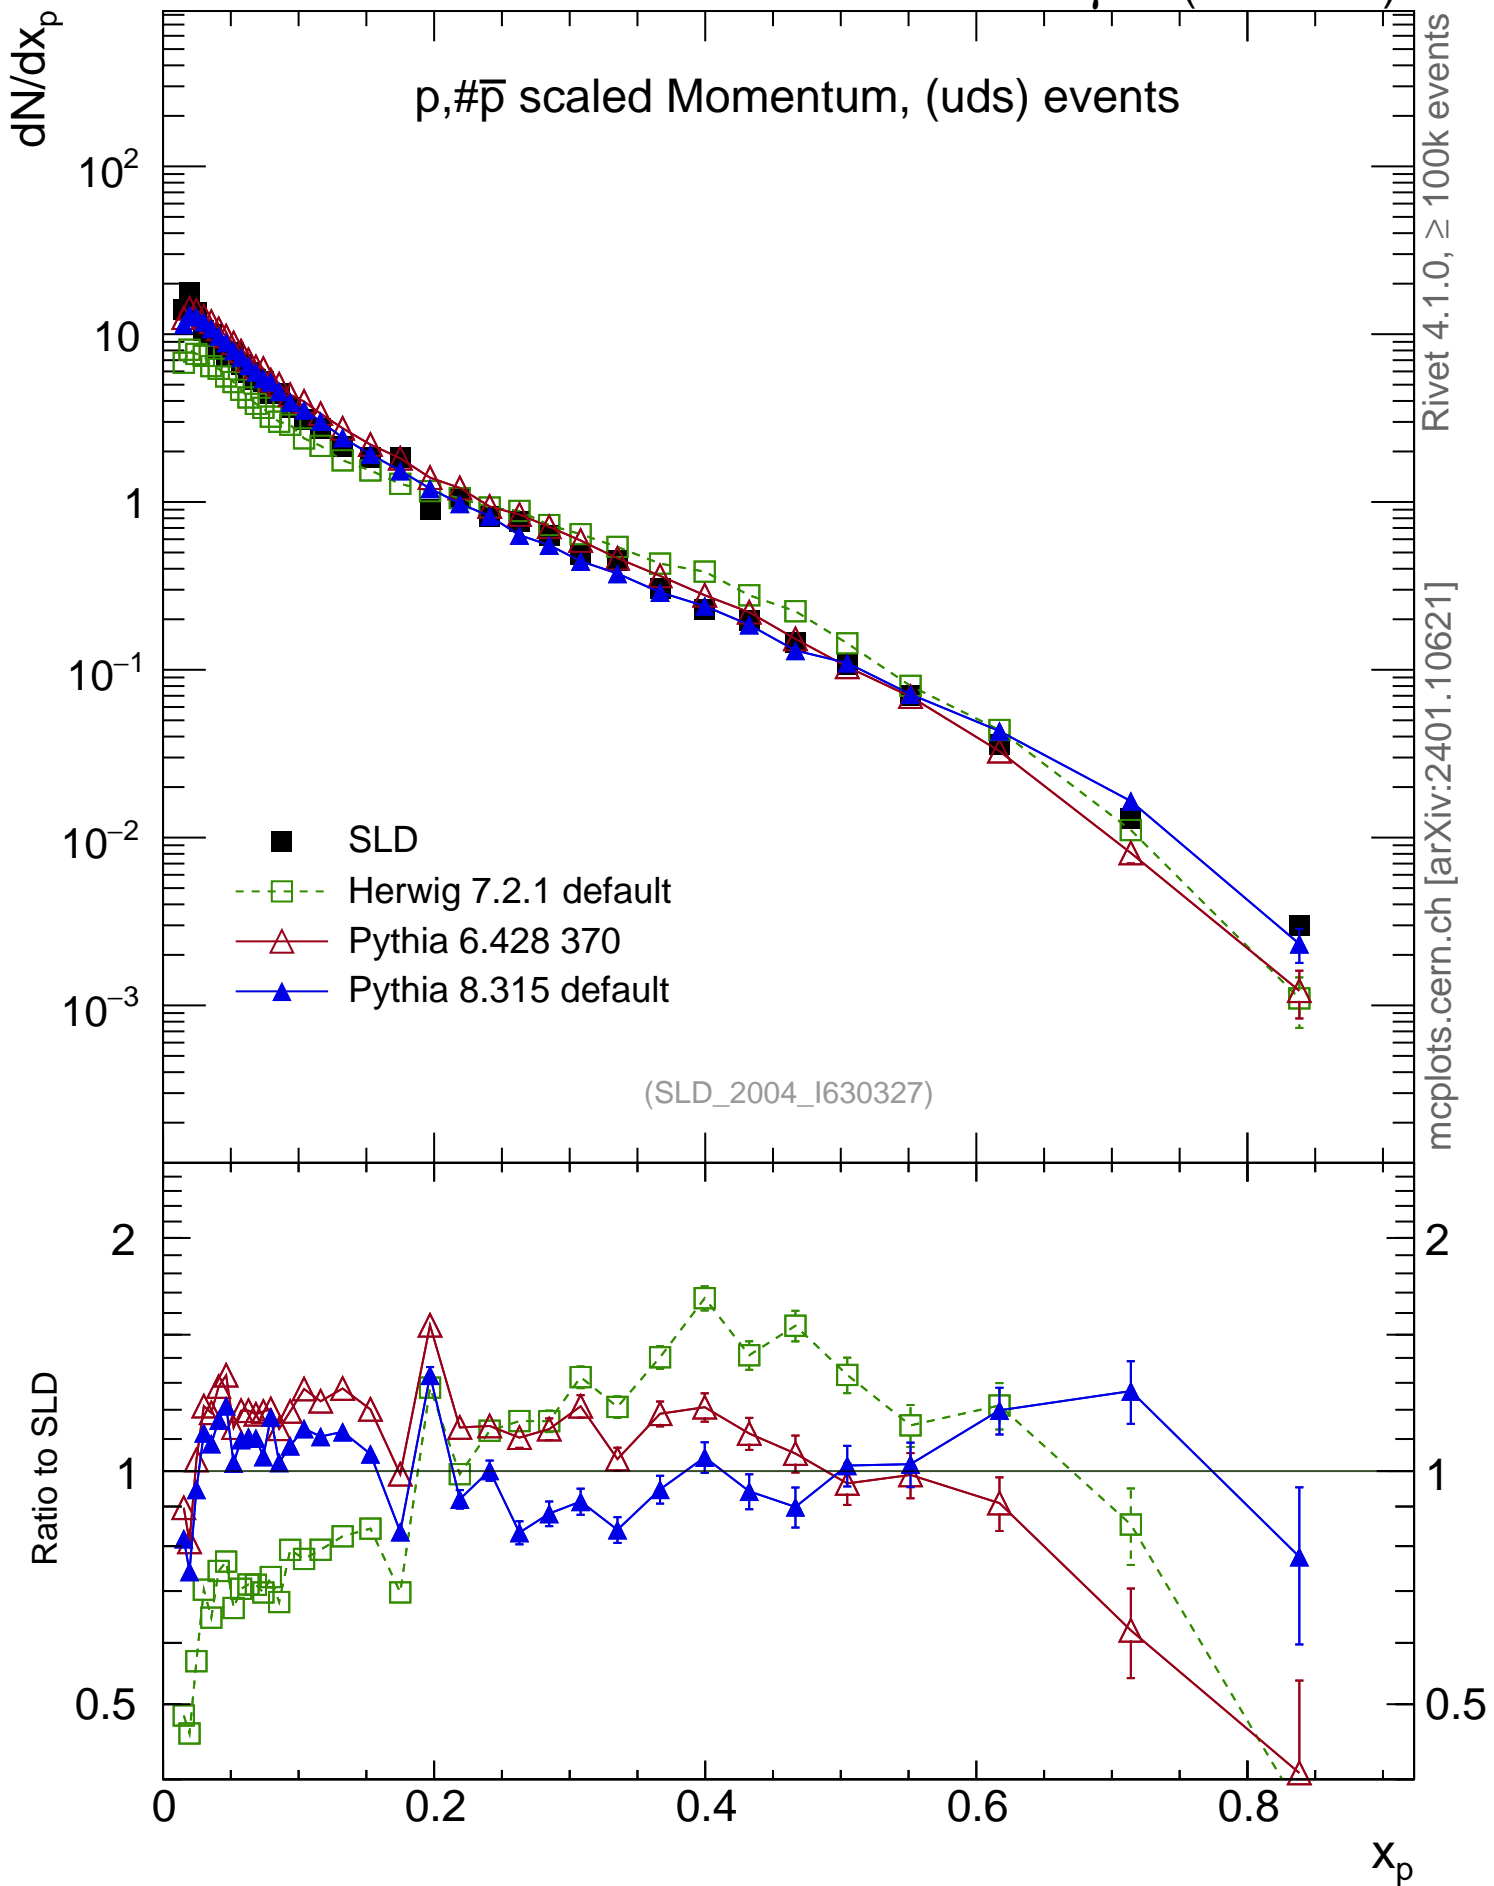 dN/dx_p
p,#p̅ scaled Momentum, (uds) events
10²
10
1
10⁻¹
10⁻²
10⁻³
SLD
Herwig 7.2.1 default
Pythia 6.428 370
Pythia 8.315 default
(SLD_2004_I630327)
Rivet 4.1.0, ≥ 100k events
mcplots.cern.ch [arXiv:2401.10621]
Ratio to SLD
2
1
0.5
2
1
0.5
0
0.2
0.4
0.6
0.8
x_p